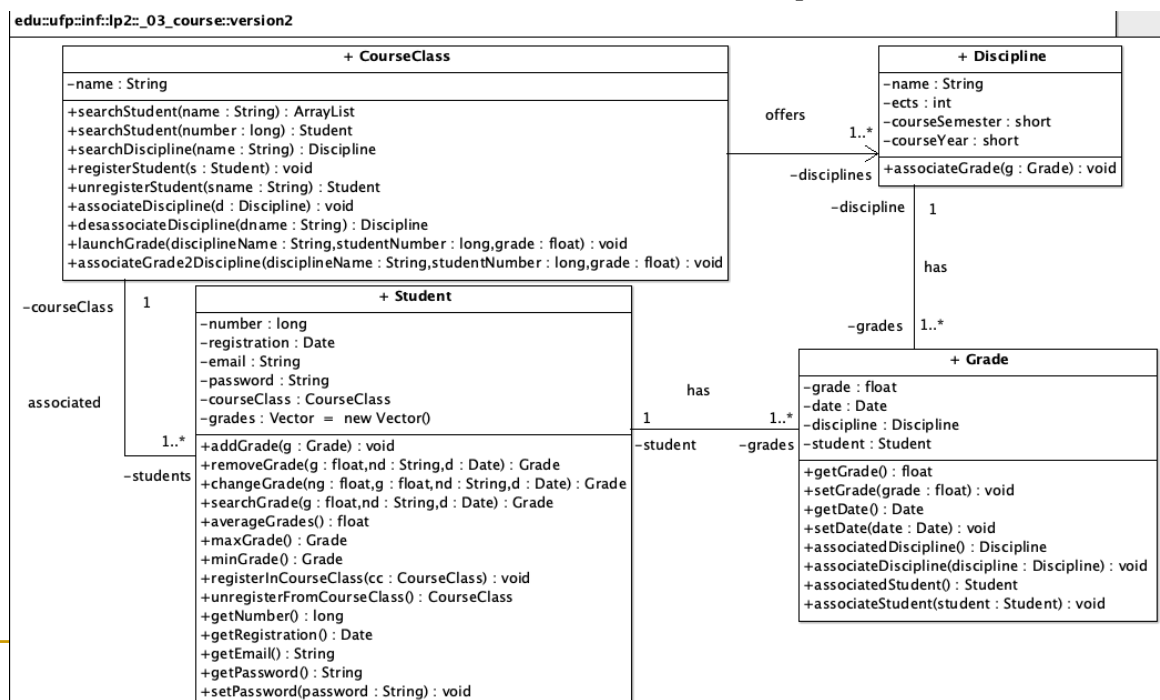 edu::ufp::inf::lp2::_03_course::version2
+ CourseClass
-name : String
+searchStudent(name : String) : ArrayList
+searchStudent(number : long) : Student
+searchDiscipline(name : String) : Discipline
+registerStudent(s : Student) : void
+unregisterStudent(sname : String) : Student
+associateDiscipline(d : Discipline) : void
+desassociateDiscipline(dname : String) : Discipline
+launchGrade(disciplineName : String,studentNumber : long,grade : float) : void
+associateGrade2Discipline(disciplineName : String,studentNumber : long,grade : float) : void
offers
1..*
-disciplines
+ Discipline
-name : String
-ects : int
-courseSemester : short
-courseYear : short
+associateGrade(g : Grade) : void
-discipline
1
has
-grades
1..*
-courseClass
1
associated
1..*
-students
+ Student
-number : long
-registration : Date
-email : String
-password : String
-courseClass : CourseClass
-grades : Vector = new Vector()
+addGrade(g : Grade) : void
+removeGrade(g : float,nd : String,d : Date) : Grade
+changeGrade(ng : float,g : float,nd : String,d : Date) : Grade
+searchGrade(g : float,nd : String,d : Date) : Grade
+averageGrades() : float
+maxGrade() : Grade
+minGrade() : Grade
+registerInCourseClass(cc : CourseClass) : void
+unregisterFromCourseClass() : CourseClass
+getNumber() : long
+getRegistration() : Date
+getEmail() : String
+getPassword() : String
+setPassword(password : String) : void
has
1
1..*
-student
-grades
+ Grade
-grade : float
-date : Date
-discipline : Discipline
-student : Student
+getGrade() : float
+setGrade(grade : float) : void
+getDate() : Date
+setDate(date : Date) : void
+associatedDiscipline() : Discipline
+associateDiscipline(discipline : Discipline) : void
+associatedStudent() : Student
+associateStudent(student : Student) : void